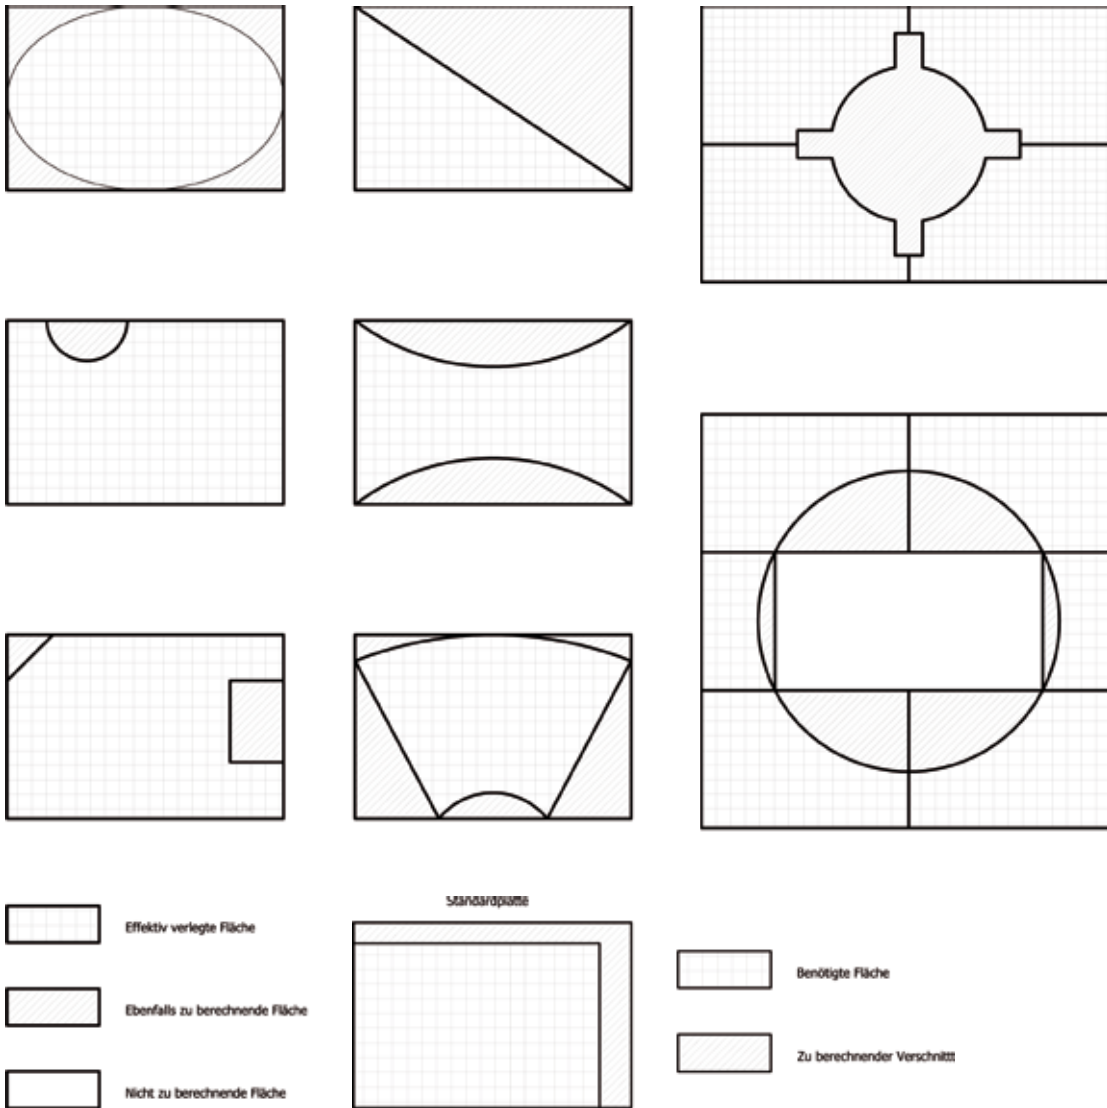 Standardplatte
Effektiv verlegte Fläche
Benötigte Fläche
Ebenfalls zu berechnende Fläche
Zu berechnender Verschnittt
Nicht zu berechnende Fläche